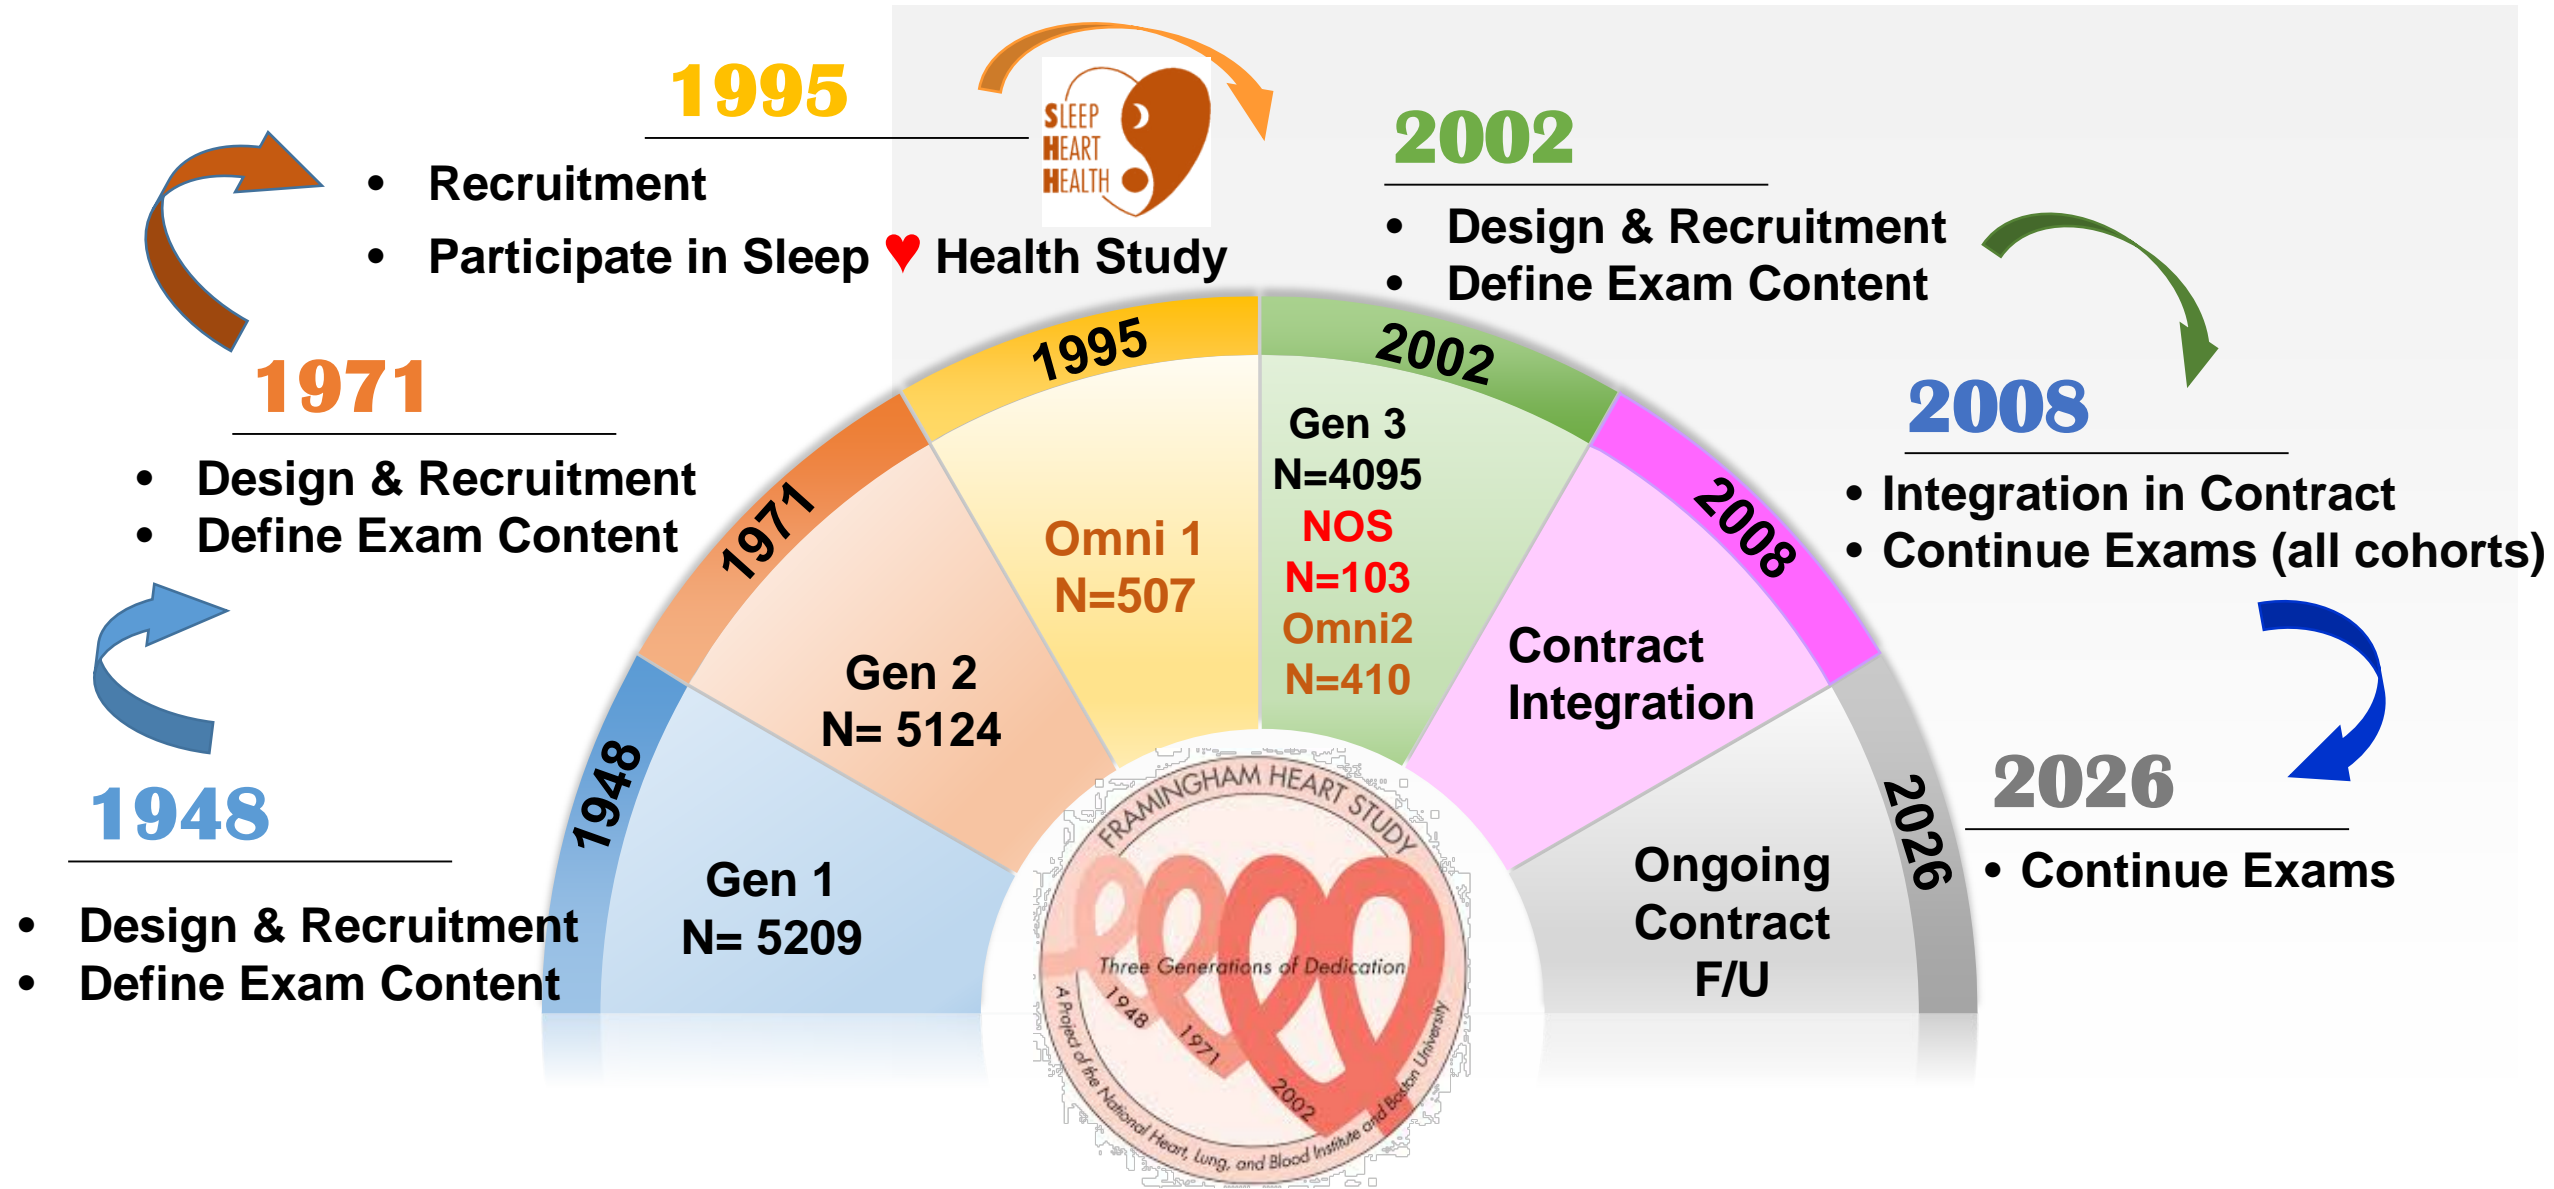 1995
• Recruitment
• Participate in Sleep ♥ Health Study
SLEEP
HEART
HEALTH
2002
• Design & Recruitment
• Define Exam Content
1971
• Design & Recruitment
• Define Exam Content
2008
• Integration in Contract
• Continue Exams (all cohorts)
1948
• Design & Recruitment
• Define Exam Content
2026
• Continue Exams
1948
Gen 1
N= 5209
1971
Gen 2
N= 5124
1995
Omni 1
N=507
2002
Gen 3
N=4095
NOS
N=103
Omni2
N=410
2008
Contract
Integration
2026
Ongoing
Contract
F/U
FRAMINGHAM HEART STUDY
Three Generations of Dedication
1948
1971
2002
A Project of the National Heart, Lung, and Blood Institute and Boston University